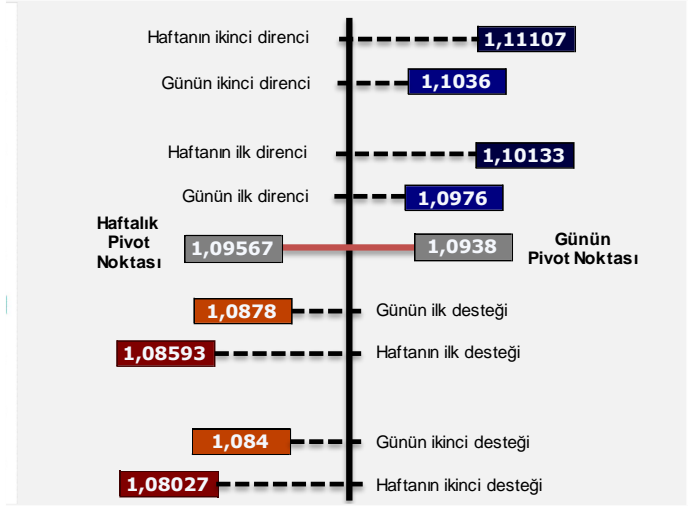 Haftanın ikinci direnci
1,11107
Günün ikinci direnci
1,1036
Haftanın ilk direnci
1,10133
Günün ilk direnci
1,0976
Haftalık
Pivot
Noktası
1,09567
1,0938
Günün
Pivot Noktası
1,0878
Günün ilk desteği
1,08593
Haftanın ilk desteği
1,084
Günün ikinci desteği
1,08027
Haftanın ikinci desteği